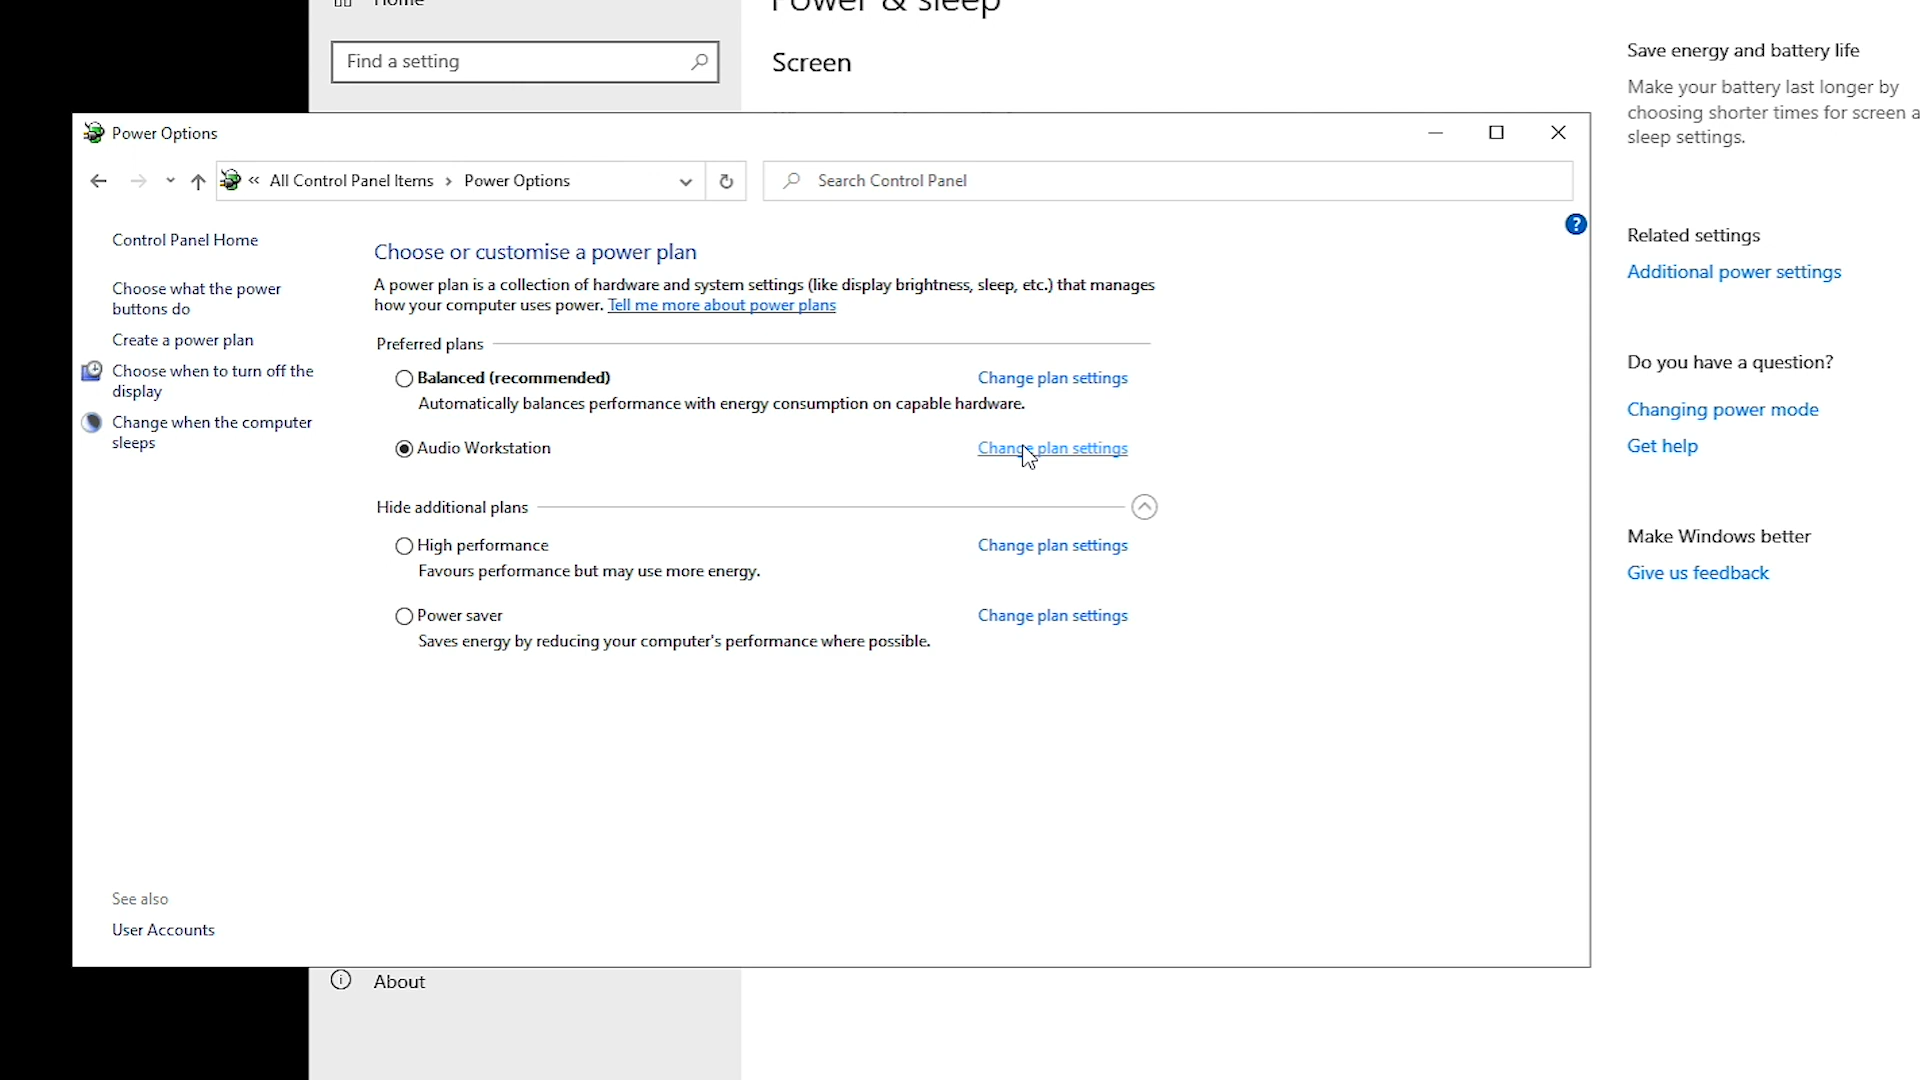 Home
Power & sleep
Find a setting
Screen
Save energy and battery life
Make your battery last longer by
choosing shorter times for screen a
sleep settings.
Power Options
« All Control Panel Items › Power Options
Search Control Panel
?
Control Panel Home
Choose what the power
buttons do
Create a power plan
Choose when to turn off the
display
Change when the computer
sleeps
Choose or customise a power plan
A power plan is a collection of hardware and system settings (like display brightness, sleep, etc.) that manages
how your computer uses power. Tell me more about power plans
Preferred plans
Balanced (recommended) Change plan settings
Automatically balances performance with energy consumption on capable hardware.
Audio Workstation Change plan settings
Hide additional plans
High performance Change plan settings
Favours performance but may use more energy.
Power saver Change plan settings
Saves energy by reducing your computer's performance where possible.
See also
User Accounts
Related settings
Additional power settings
Do you have a question?
Changing power mode
Get help
Make Windows better
Give us feedback
About